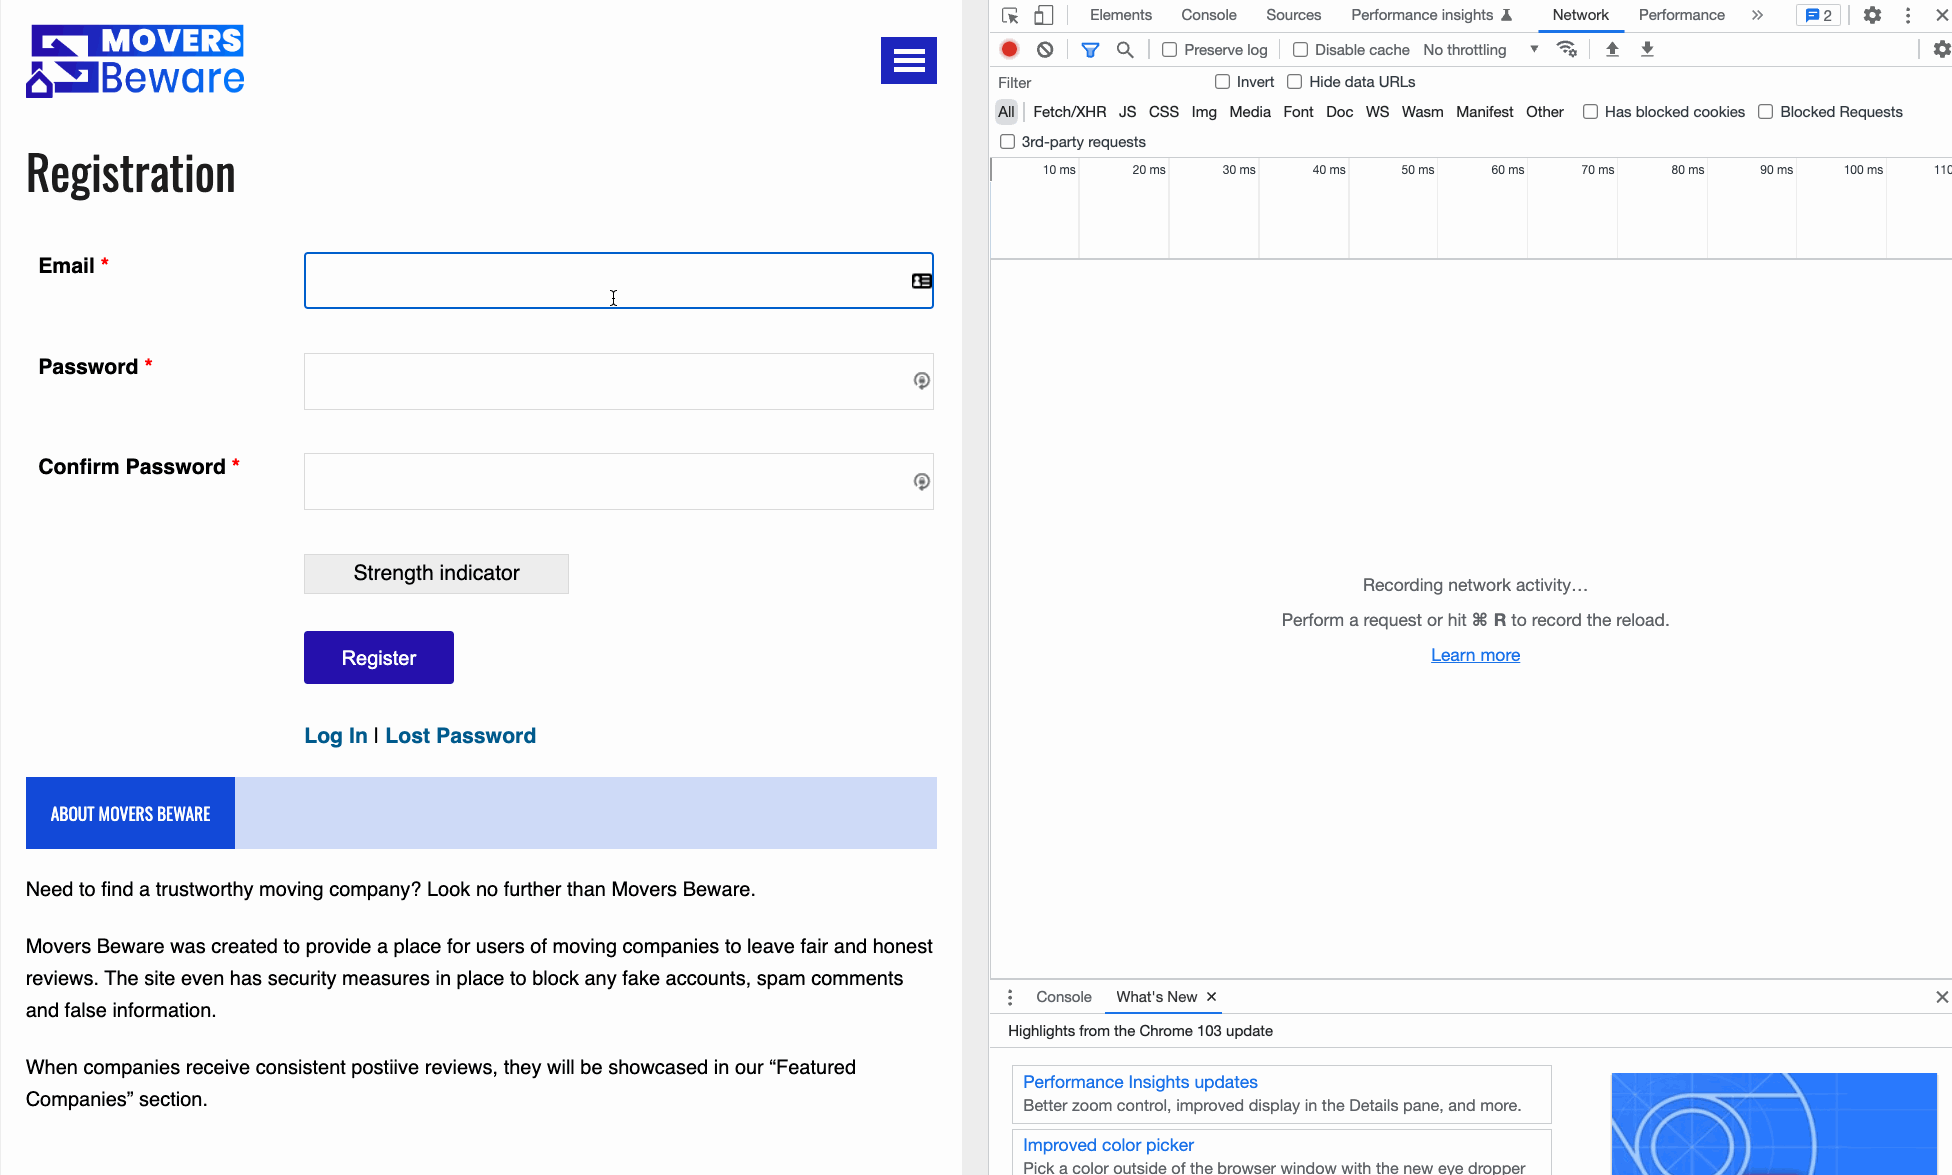 MOVERS
Beware
Registration
Email *
Password *
Confirm Password *
Strength indicator
Register
Log In | Lost Password
ABOUT MOVERS BEWARE
Need to find a trustworthy moving company? Look no further than Movers Beware.
Movers Beware was created to provide a place for users of moving companies to leave fair and honest
reviews. The site even has security measures in place to block any fake accounts, spam comments
and false information.
When companies receive consistent postiive reviews, they will be showcased in our “Featured
Companies” section.
Elements Console Sources Performance insights Network Performance » 2
Preserve log Disable cache No throttling
Filter Invert Hide data URLs
All Fetch/XHR JS CSS Img Media Font Doc WS Wasm Manifest Other Has blocked cookies Blocked Requests
3rd-party requests
10 ms 20 ms 30 ms 40 ms 50 ms 60 ms 70 ms 80 ms 90 ms 100 ms 110
Recording network activity…
Perform a request or hit ⌘ R to record the reload.
Learn more
Console What's New ×
Highlights from the Chrome 103 update
Performance Insights updates
Better zoom control, improved display in the Details pane, and more.
Improved color picker
Pick a color outside of the browser window with the new eye dropper